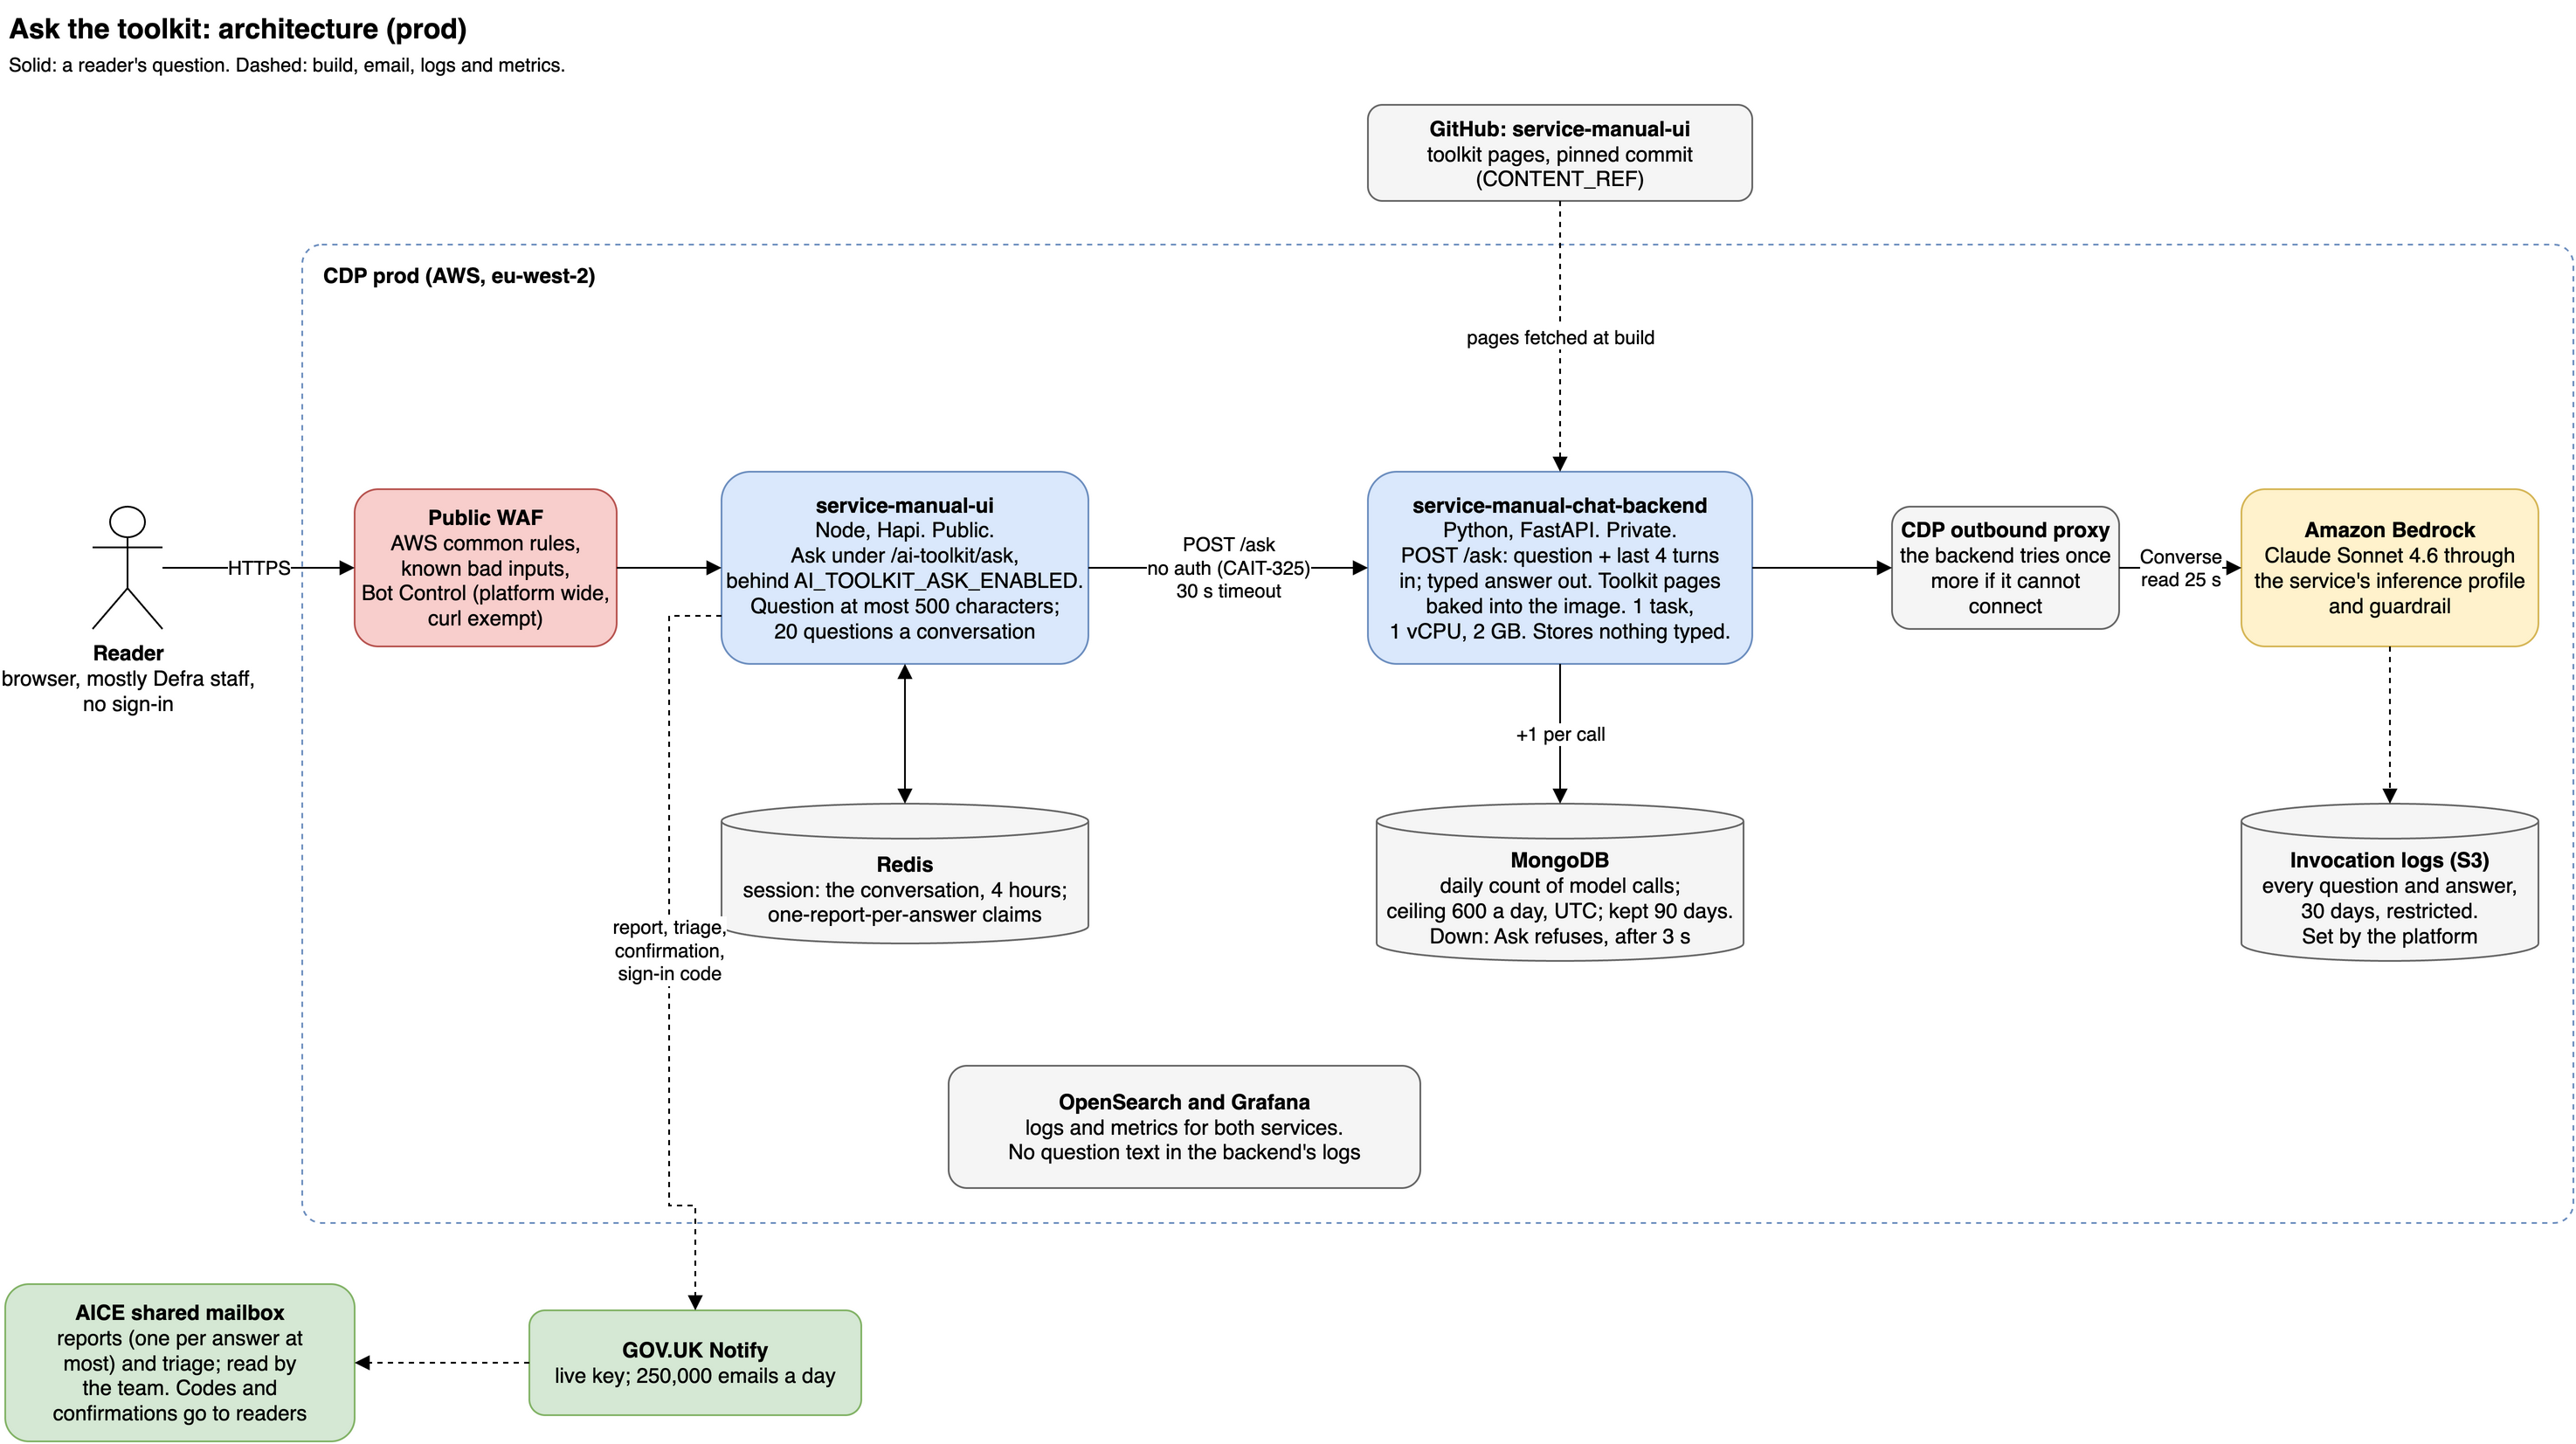 Ask the toolkit: architecture (prod)
Solid: a reader's question. Dashed: build, email, logs and metrics.
GitHub: service-manual-ui
toolkit pages, pinned commit
(CONTENT_REF)
CDP prod (AWS, eu-west-2)
pages fetched at build
Reader
browser, mostly Defra staff,
no sign-in
HTTPS
Public WAF
AWS common rules,
known bad inputs,
Bot Control (platform wide,
curl exempt)
service-manual-ui
Node, Hapi. Public.
Ask under /ai-toolkit/ask,
behind AI_TOOLKIT_ASK_ENABLED.
Question at most 500 characters;
20 questions a conversation
POST /ask
no auth (CAIT-325)
30 s timeout
service-manual-chat-backend
Python, FastAPI. Private.
POST /ask: question + last 4 turns
in; typed answer out. Toolkit pages
baked into the image. 1 task,
1 vCPU, 2 GB. Stores nothing typed.
CDP outbound proxy
the backend tries once
more if it cannot
connect
Converse
read 25 s
Amazon Bedrock
Claude Sonnet 4.6 through
the service's inference profile
and guardrail
+1 per call
Redis
session: the conversation, 4 hours;
one-report-per-answer claims
MongoDB
daily count of model calls;
ceiling 600 a day, UTC; kept 90 days.
Down: Ask refuses, after 3 s
Invocation logs (S3)
every question and answer,
30 days, restricted.
Set by the platform
report, triage,
confirmation,
sign-in code
OpenSearch and Grafana
logs and metrics for both services.
No question text in the backend's logs
AICE shared mailbox
reports (one per answer at
most) and triage; read by
the team. Codes and
confirmations go to readers
GOV.UK Notify
live key; 250,000 emails a day